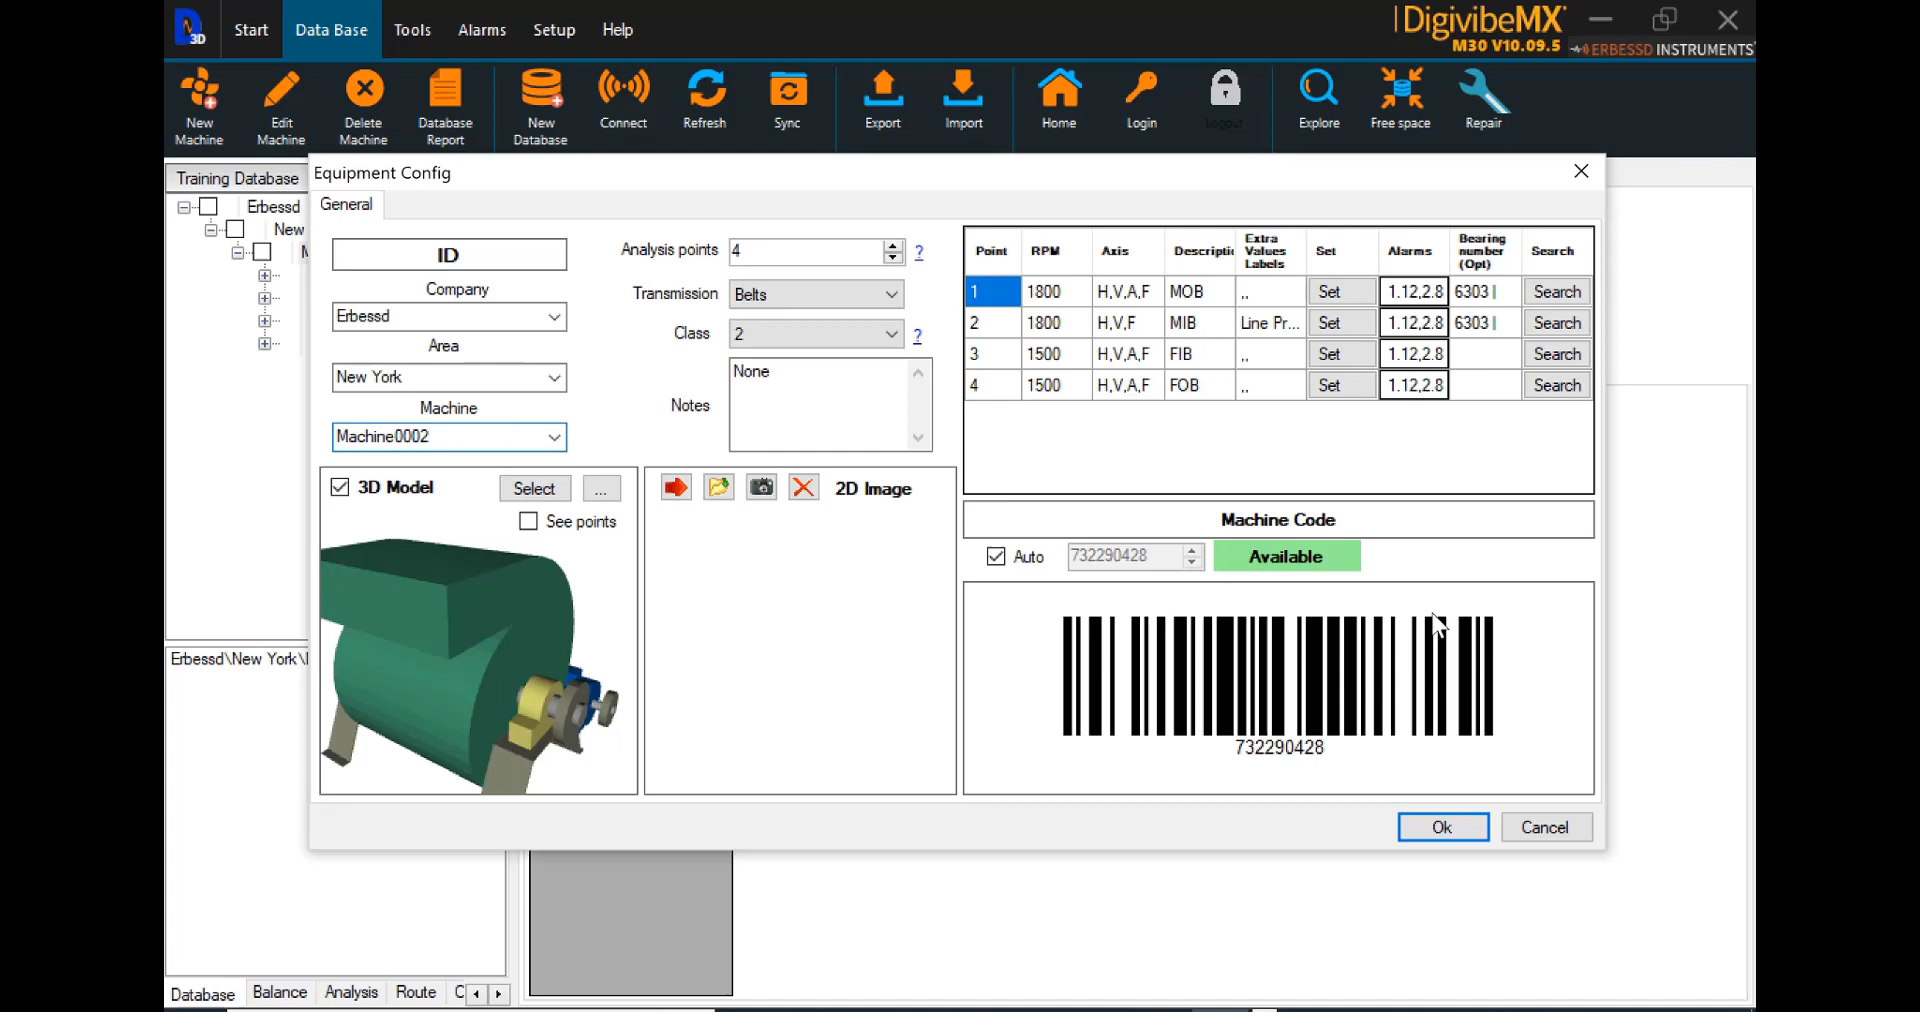 3D
Start
Data Base
Tools
Alarms
Setup
Help
DigivibeMX
M30 V10.09.5
ERBESSD INSTRUMENTS
New
Machine
Edit
Machine
Delete
Machine
Database
Report
New
Database
Connect
Refresh
Sync
Export
Import
Home
Login
Logout
Explore
Free space
Repair
Training Database
Erbessd
New
Equipment Config
General
ID
Company
Erbessd
Area
New York
Machine
Machine0002
Analysis points 4 ?
Transmission Belts
Class 2 ?
Notes None
Point RPM Axis Descriptic Extra Values Labels Set Alarms Bearing number (Opt) Search
1 1800 H,V,A,F MOB ,, Set 1.12,2.8 6303| Search
2 1800 H,V,F MIB Line Pr... Set 1.12,2.8 6303| Search
3 1500 H,V,A,F FIB ,, Set 1.12,2.8 Search
4 1500 H,V,A,F FOB ,, Set 1.12,2.8 Search
3D Model Select ...
See points
2D Image
Machine Code
Auto 732290428 Available
732290428
Ok Cancel
Erbessd\New York\
Database Balance Analysis Route